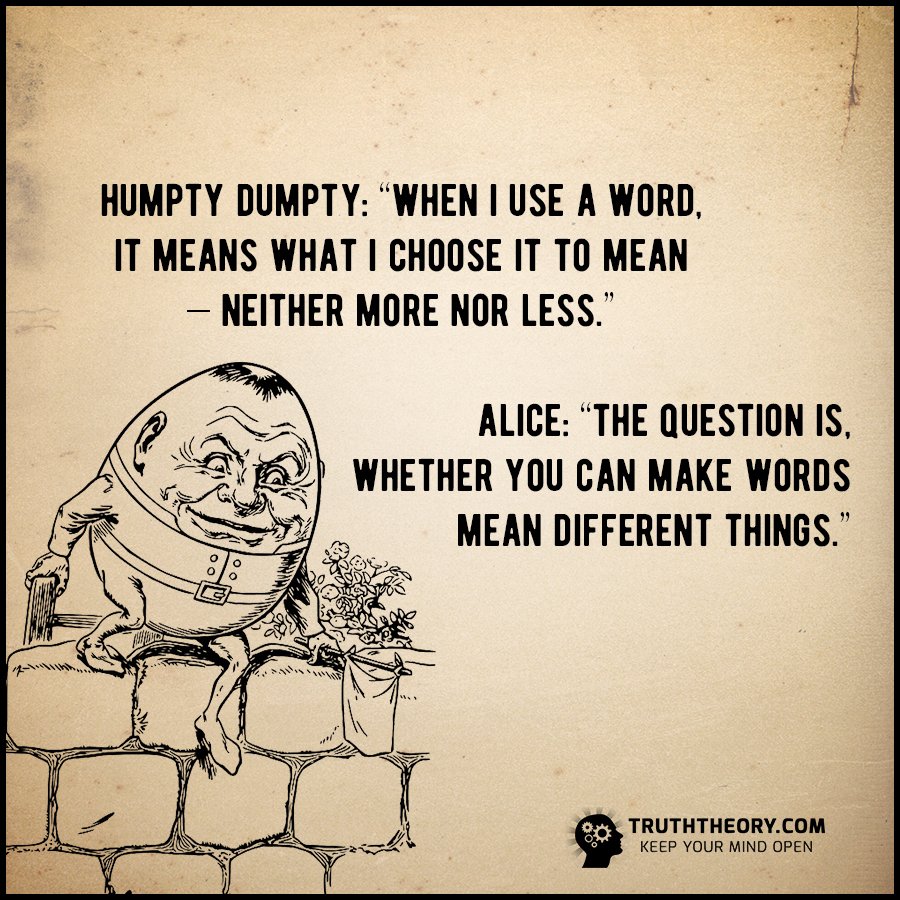 HUMPTY DUMPTY: “WHEN I USE A WORD,
IT MEANS WHAT I CHOOSE IT TO MEAN
– NEITHER MORE NOR LESS.”
ALICE: “THE QUESTION IS,
WHETHER YOU CAN MAKE WORDS
MEAN DIFFERENT THINGS.”
TRUTHTHEORY.COM
KEEP YOUR MIND OPEN